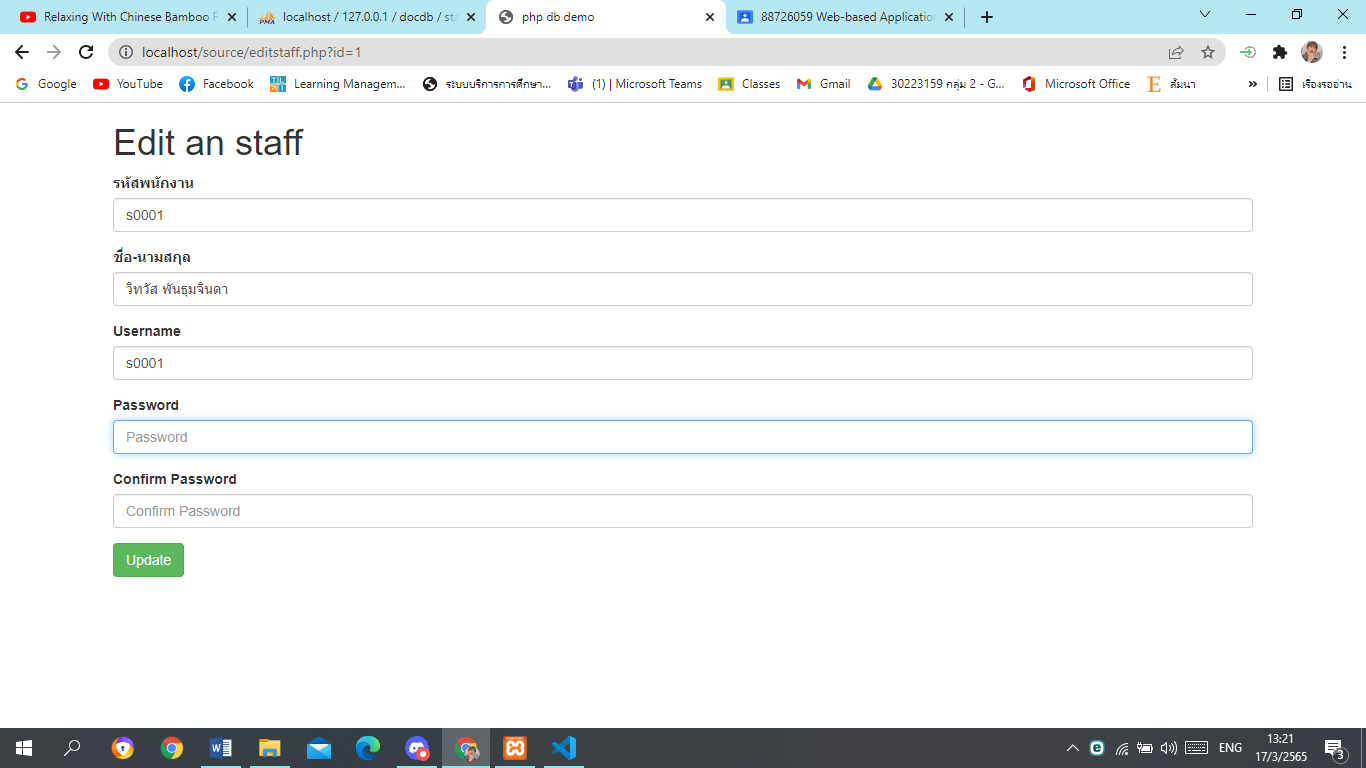 Relaxing With Chinese Bamboo F
localhost / 127.0.0.1 / docdb / sta
php db demo
88726059 Web-based Application
localhost/source/editstaff.php?id=1
Google
YouTube
Facebook
Learning Managem...
ระบบบริการการศึกษา...
(1) | Microsoft Teams
Classes
Gmail
30223159 กลุ่ม 2 - G...
Microsoft Office
สัมนา
»
เรื่องรออ่าน
Edit an staff
รหัสพนักงาน
s0001
ชื่อ-นามสกุล
วิทวัส พันธุมจินดา
Username
s0001
Password
Password
Confirm Password
Confirm Password
Update
ENG
13:21
17/3/2565
3